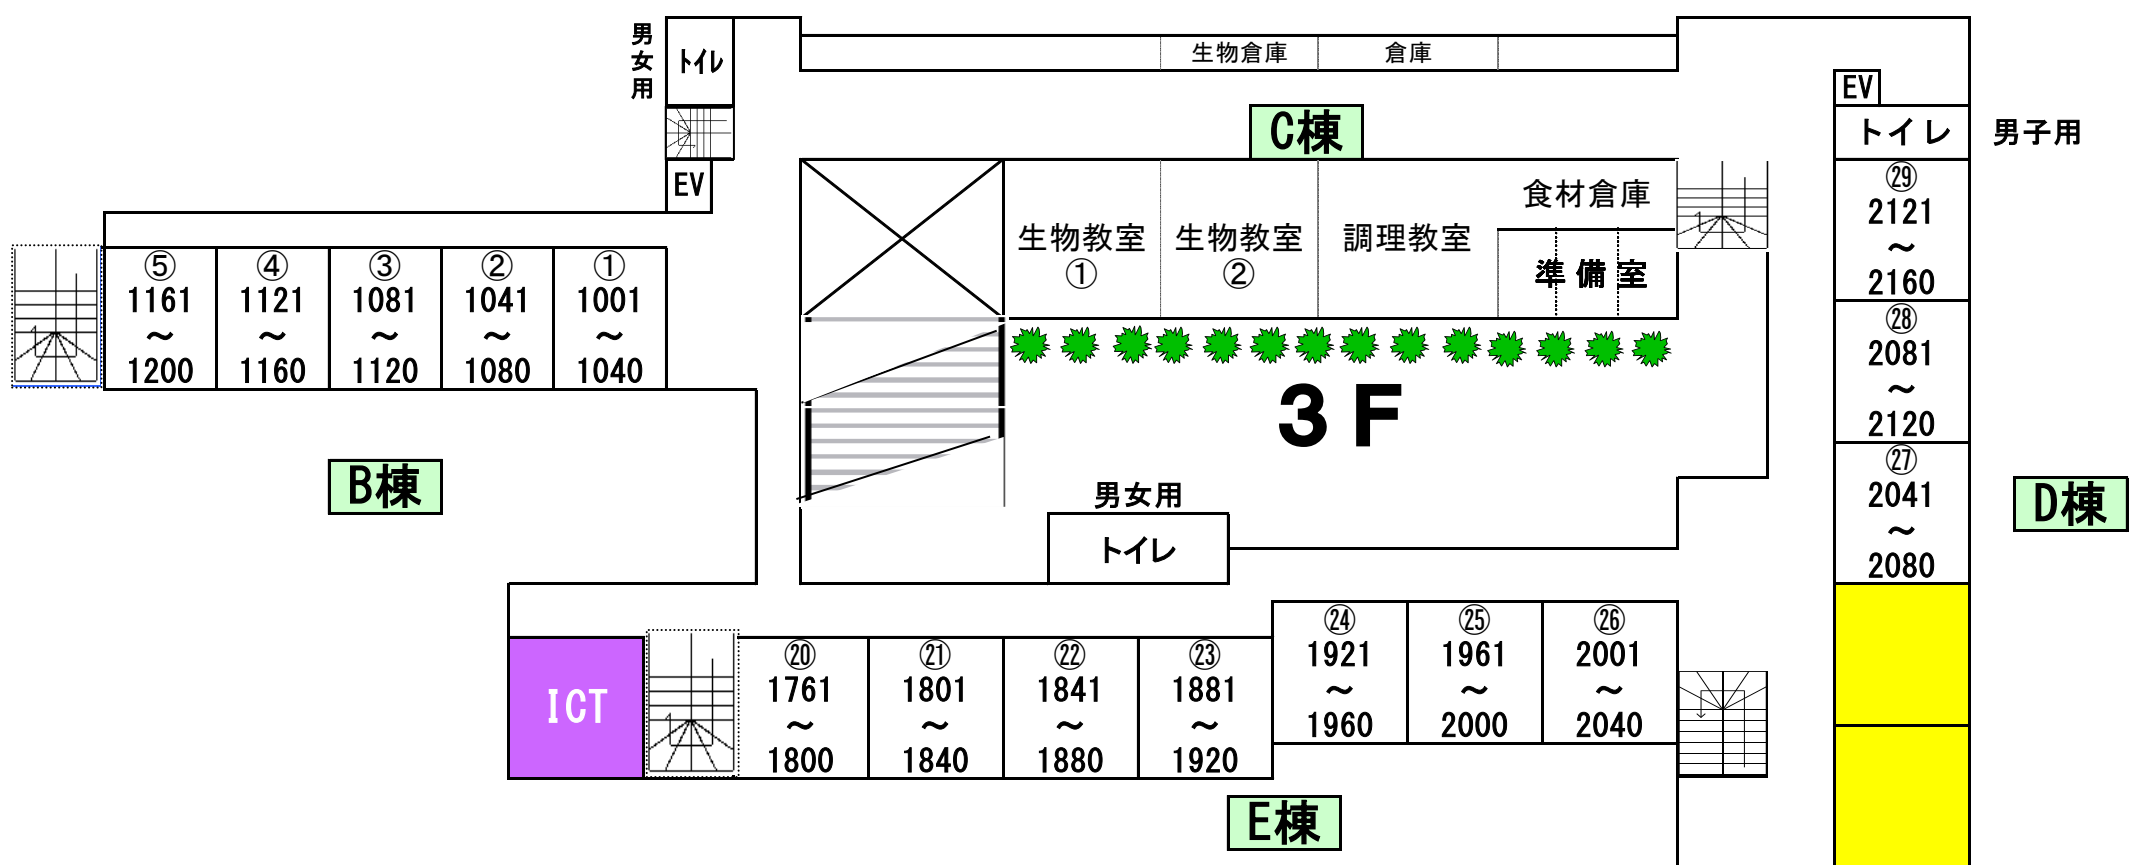 男
女
用
トイレ
EV
生物倉庫
倉庫
C棟
EV
トイレ
男子用
⑤
1161
~
1200
④
1121
~
1160
③
1081
~
1120
②
1041
~
1080
①
1001
~
1040
B棟
生物教室
①
生物教室
②
調理教室
食材倉庫
準備室
3F
男女用
トイレ
㉙
2121
~
2160
㉘
2081
~
2120
㉗
2041
~
2080
D棟
ICT
⑳
1761
~
1800
㉑
1801
~
1840
㉒
1841
~
1880
㉓
1881
~
1920
㉔
1921
~
1960
㉕
1961
~
2000
㉖
2001
~
2040
E棟